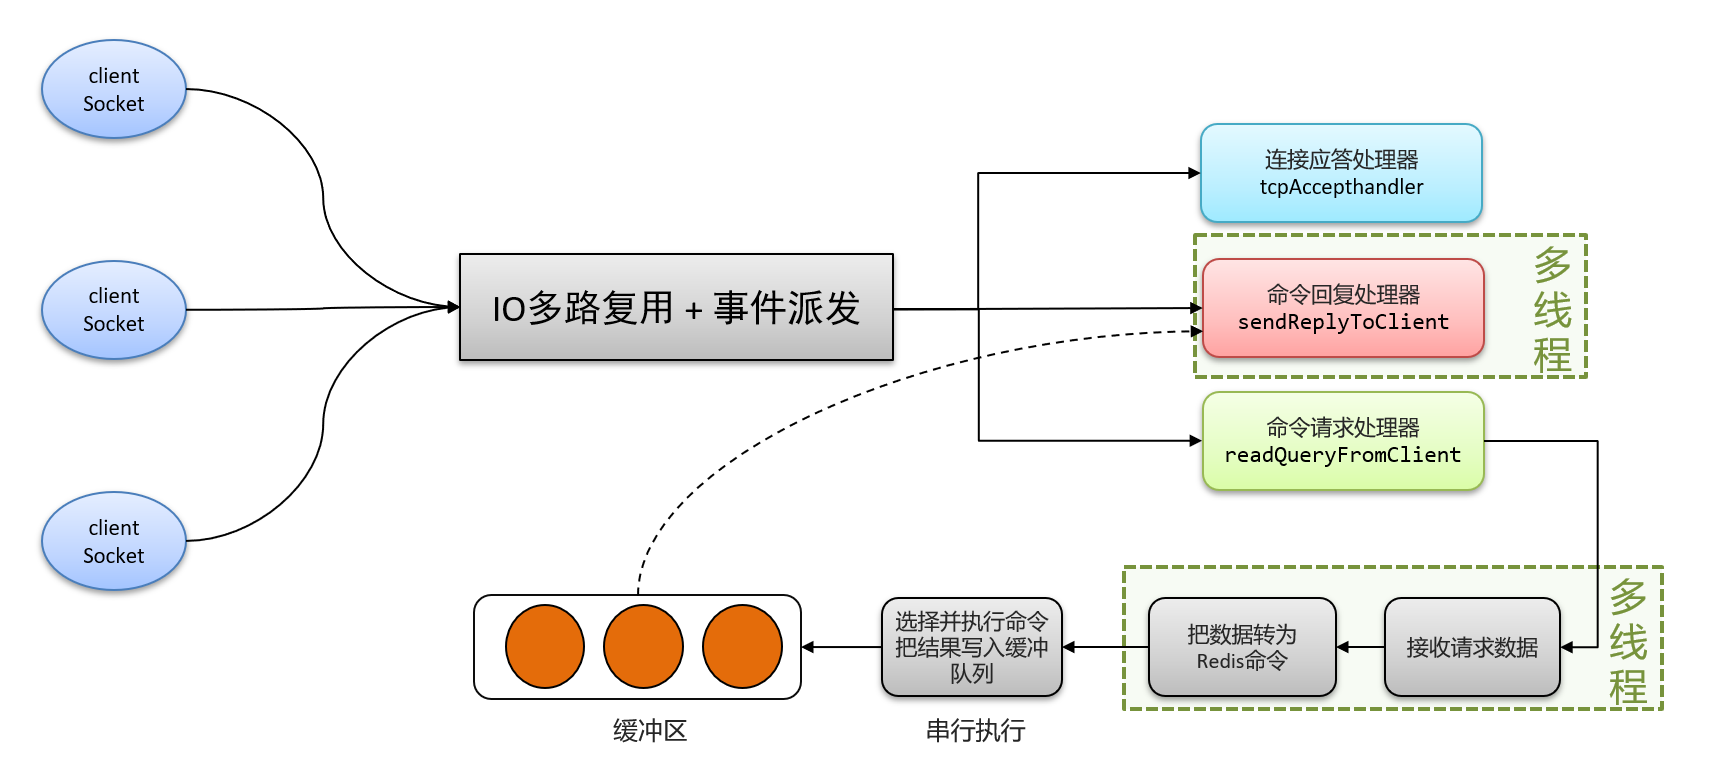 client
Socket
client
Socket
client
Socket
IO多路复用 + 事件派发
连接应答处理器
tcpAccepthandler
命令回复处理器
sendReplyToClient
多
线
程
命令请求处理器
readQueryFromClient
多
线
程
接收请求数据
把数据转为
Redis命令
选择并执行命令
把结果写入缓冲
队列
串行执行
缓冲区